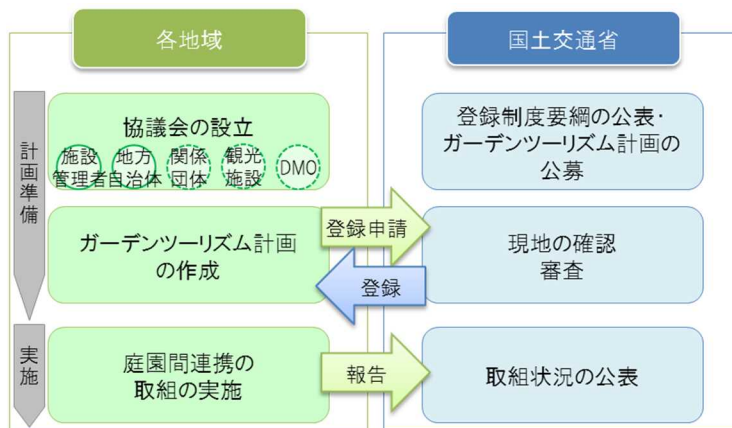 各地域
国土交通省
計画準備
協議会の設立
施設
管理者
地方
自治体
関係
団体
観光
施設
DMO
登録制度要綱の公表・
ガーデンツーリズム計画の
公募
ガーデンツーリズム計画
の作成
登録申請
登録
現地の確認
審査
実施
庭園間連携の
取組の実施
報告
取組状況の公表